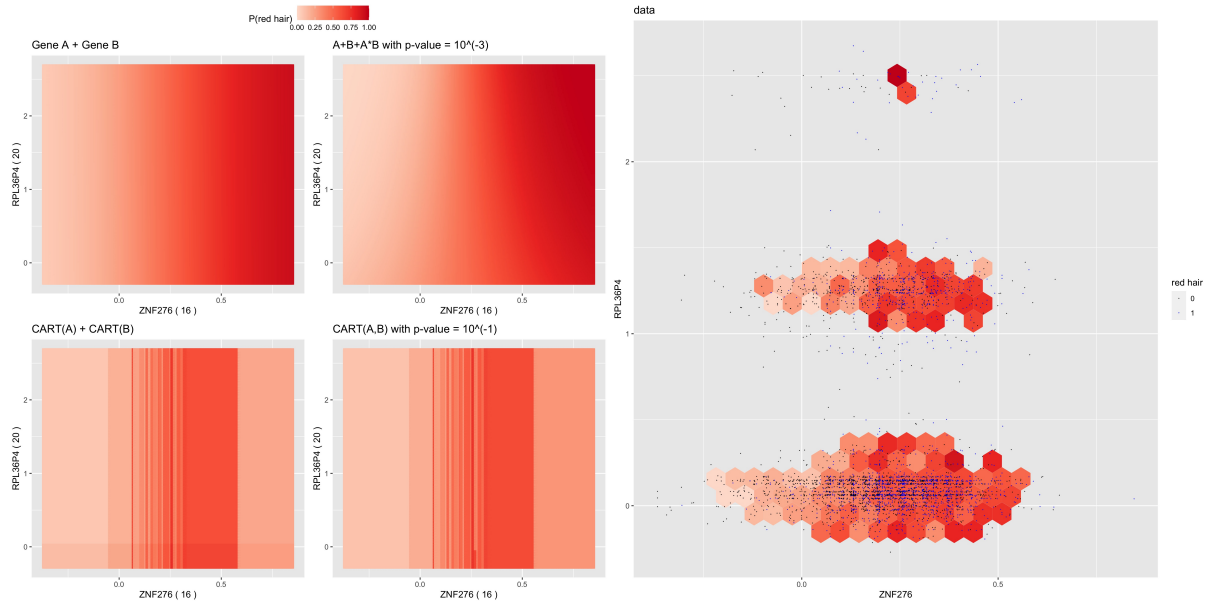 P(red hair)
0.00 0.25 0.50 0.75 1.00
Gene A + Gene B
RPL36P4 ( 20 )
2
1
0
0.0 0.5
ZNF276 ( 16 )
A+B+A*B with p-value = 10^(-3)
RPL36P4 ( 20 )
2
1
0
0.0 0.5
ZNF276 ( 16 )
CART(A) + CART(B)
RPL36P4 ( 20 )
2
1
0
0.0 0.5
ZNF276 ( 16 )
CART(A,B) with p-value = 10^(-1)
RPL36P4 ( 20 )
2
1
0
0.0 0.5
ZNF276 ( 16 )
data
RPL36P4
2
1
0
0.0 0.5
ZNF276
red hair
0
1